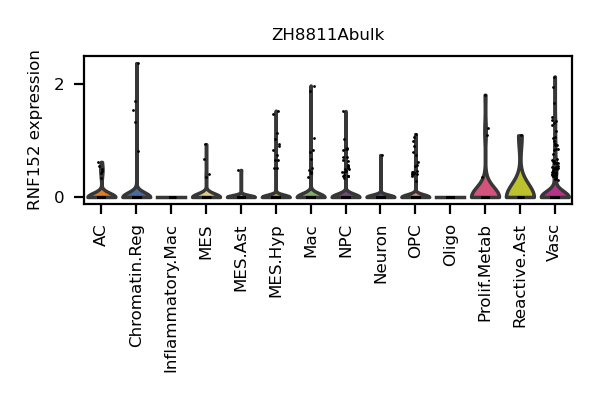 ZH8811Abulk
RNF152 expression
2
0
AC
Chromatin.Reg
Inflammatory.Mac
MES
MES.Ast
MES.Hyp
Mac
NPC
Neuron
OPC
Oligo
Prolif.Metab
Reactive.Ast
Vasc